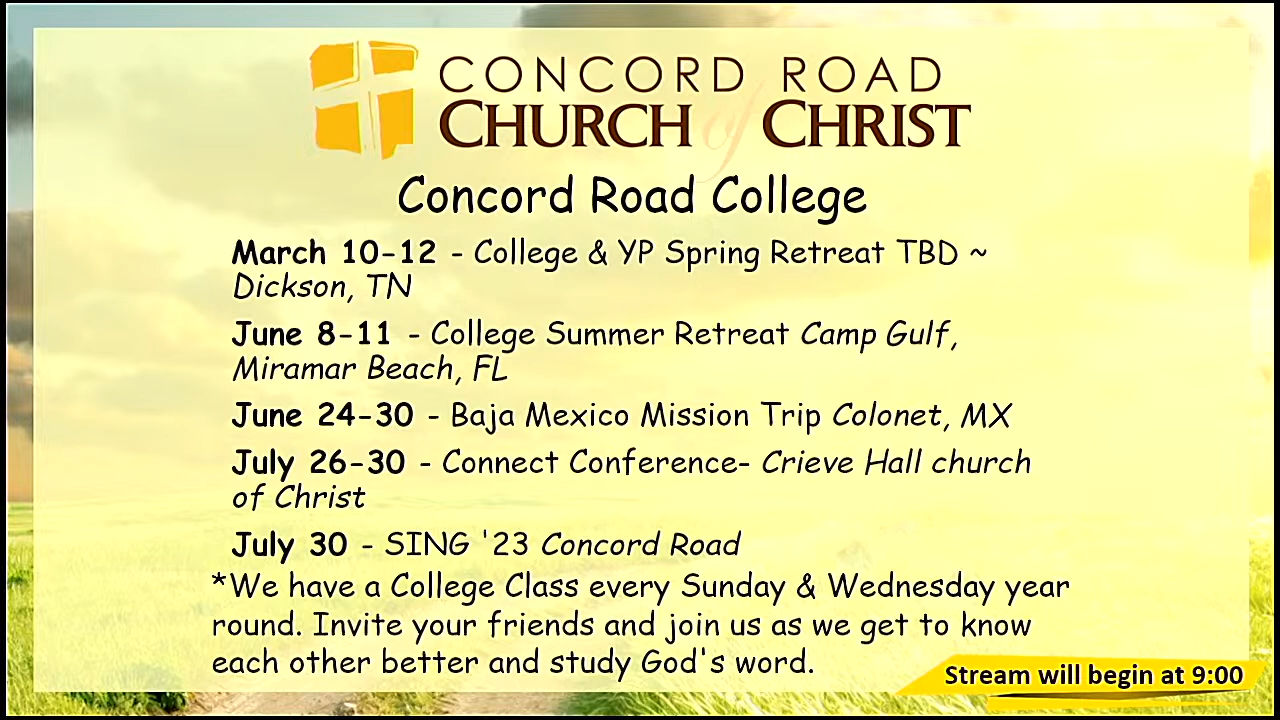 CONCORD ROAD
CHURCH of CHRIST
Concord Road College
March 10-12 - College & YP Spring Retreat TBD ~
Dickson, TN
June 8-11 - College Summer Retreat Camp Gulf,
Miramar Beach, FL
June 24-30 - Baja Mexico Mission Trip Colonet, MX
July 26-30 - Connect Conference- Crieve Hall church
of Christ
July 30 - SING '23 Concord Road
*We have a College Class every Sunday & Wednesday year
round. Invite your friends and join us as we get to know
each other better and study God's word.
Stream will begin at 9:00